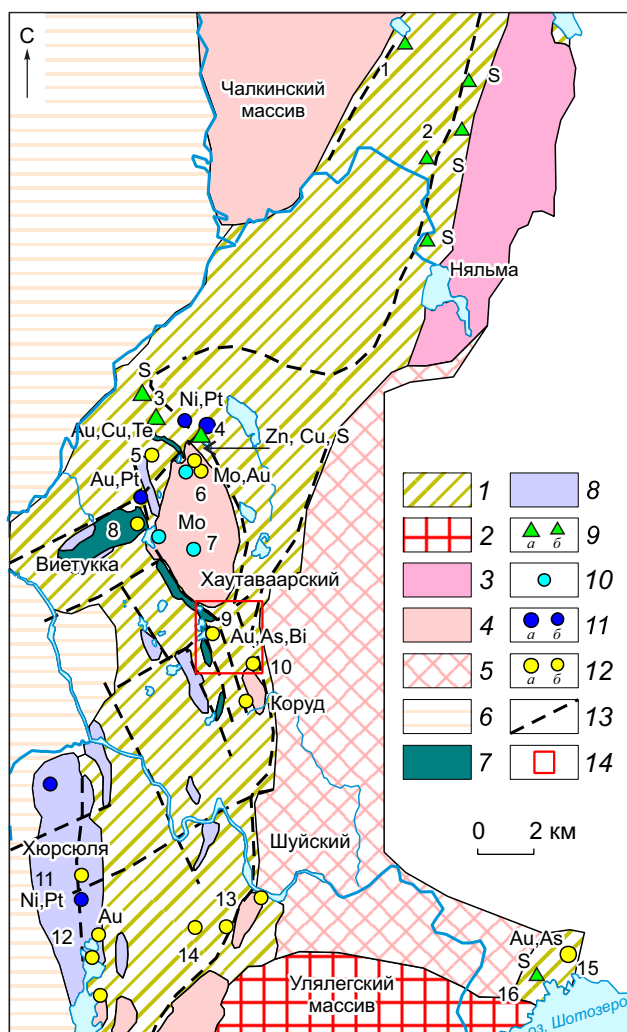 С
1
Чалкинский
массив
S
2
S
S
Няльма
S
3
Ni,Pt
4
Au,Cu,Te
Zn, Cu, S
5
Au,Pt
6
Mo,Au
8
Mo
7
Виетукка
Хаутаваарский
9
Au,As,Bi
10
Коруд
Хюрсюля
11
Ni,Pt
Au
12
13
14
Шуйский
Au,As
S
15
16
Улялегский
массив
оз. Шотозеро
1
8
2
а б
9
3
10
4
а б
11
5
а б
12
6
13
7
14
0 2 км